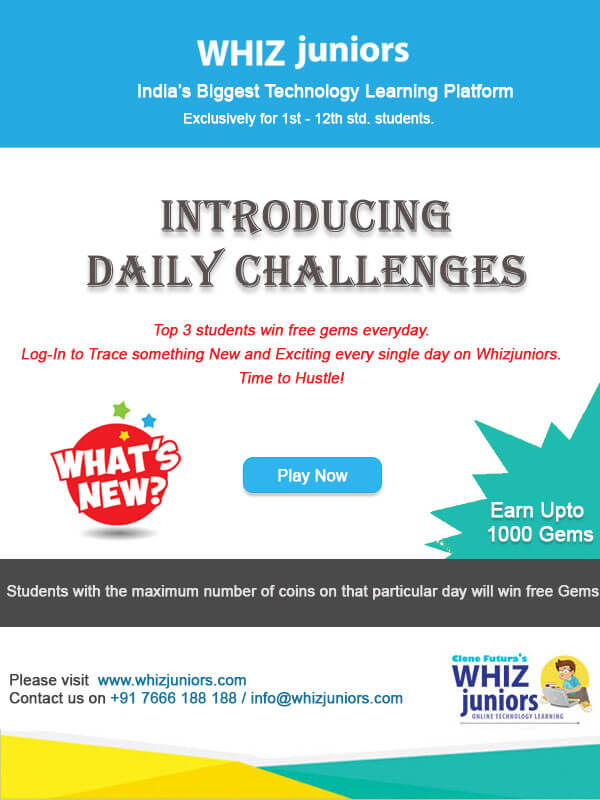 WHIZ juniors
India's Biggest Technology Learning Platform
Exclusively for 1st - 12th std. students.
INTRODUCING
DAILY CHALLENGES
Top 3 students win free gems everyday.
Log-In to Trace something New and Exciting every single day on Whizjuniors.
Time to Hustle!
WHAT'S
NEW?
Play Now
Earn Upto
1000 Gems
Students with the maximum number of coins on that particular day will win free Gems
Please visit www.whizjuniors.com
Contact us on +91 7666 188 188 / info@whizjuniors.com
Clone Futura's
WHIZ
juniors
ONLINE TECHNOLOGY LEARNING